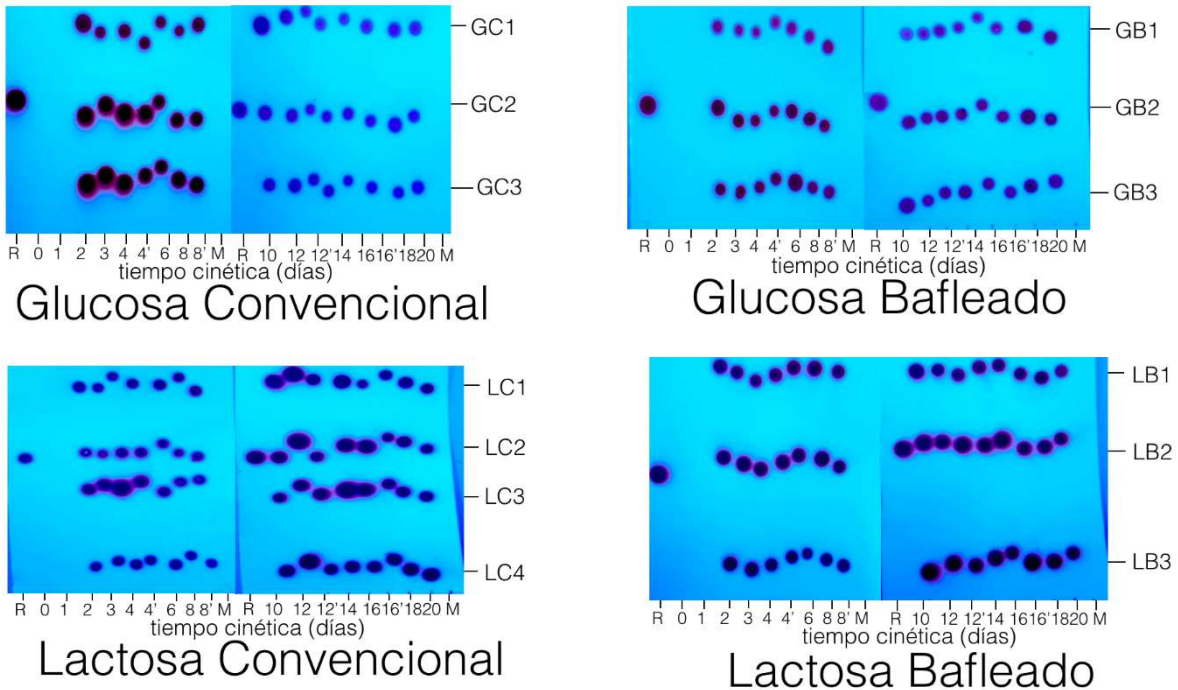 GC1
GC2
GC3
R 0 1 2 3 4 4' 6 8 8' M R 10 12 12' 14 16 16' 18 20 M
tiempo cinética (días)
Glucosa Convencional
GB1
GB2
GB3
R 0 1 2 3 4 4' 6 8 8' M R 10 12 12' 14 16 16' 18 20 M
tiempo cinética (días)
Glucosa Bafleado
LC1
LC2
LC3
LC4
R 0 1 2 3 4 4' 6 8 8' M R 10 12 12' 14 16 16' 18 20 M
tiempo cinética (días)
Lactosa Convencional
LB1
LB2
LB3
R 0 1 2 3 4 4' 6 8 8' M R 10 12 12' 14 16 16' 18 20 M
tiempo cinética (días)
Lactosa Bafleado